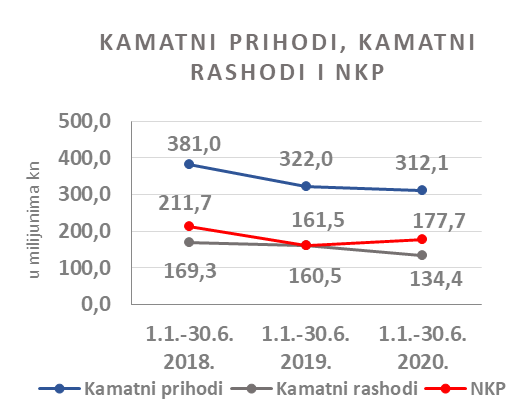 KAMATNI PRIHODI, KAMATNI
RASHODI I NKP
u milijunima kn
500,0
400,0
300,0
200,0
100,0
0,0
381,0
322,0
312,1
211,7
161,5
177,7
169,3
160,5
134,4
1.1.-30.6. 1.1.-30.6. 1.1.-30.6.
2018. 2019. 2020.
Kamatni prihodi Kamatni rashodi NKP